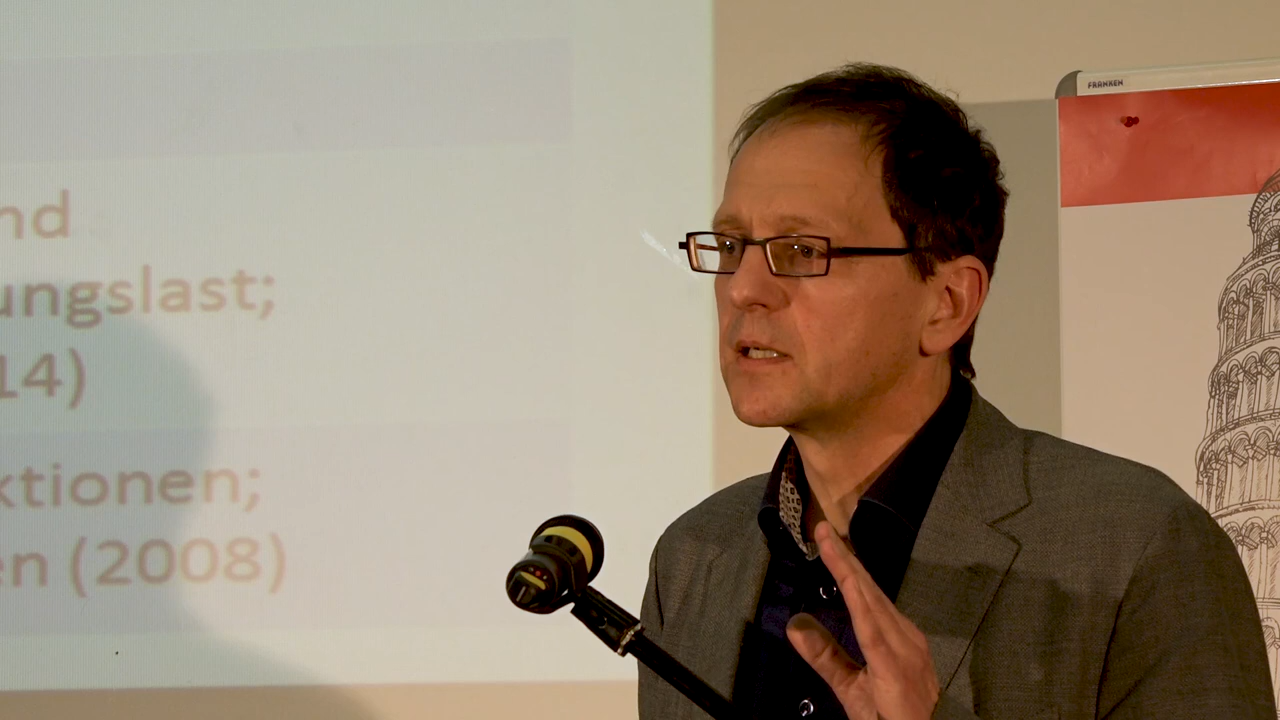 FRANKEN
nd
ungslast;
14)
ktionen;
en (2008)